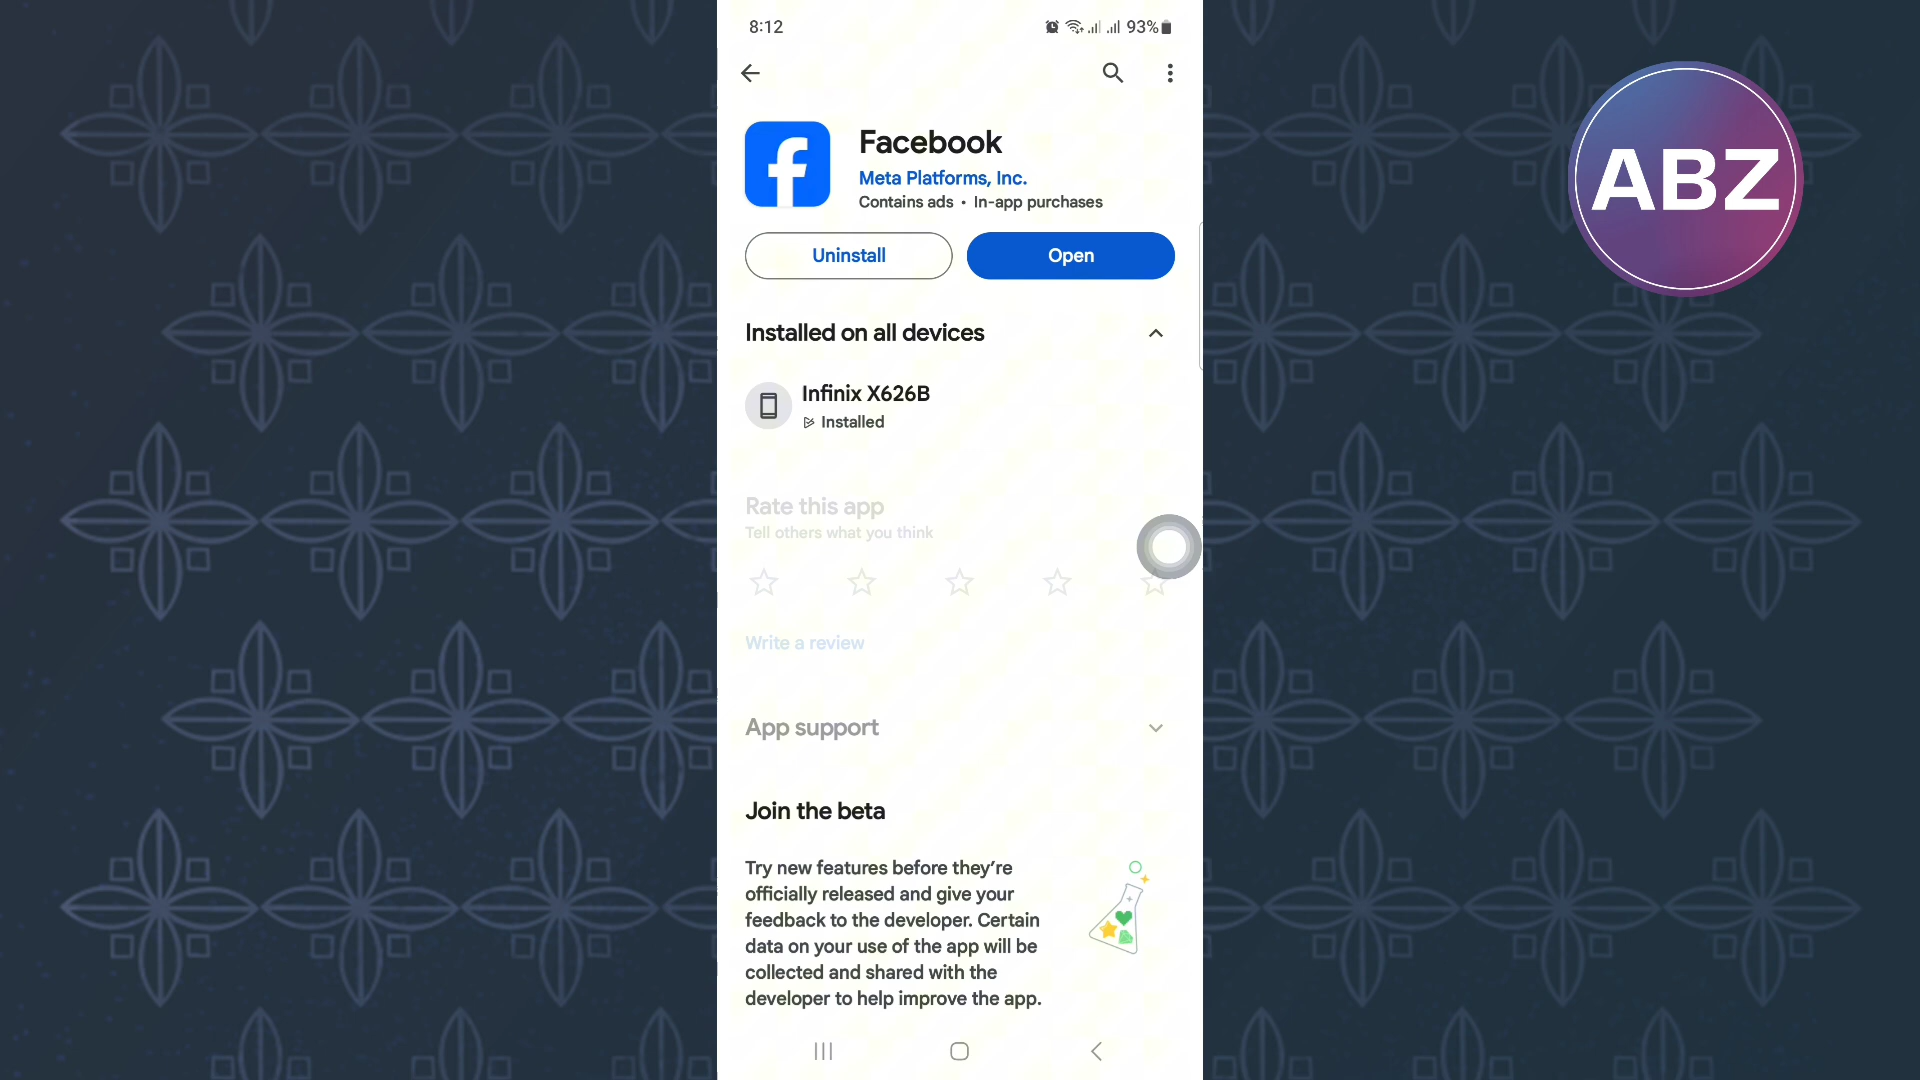 8:12
93%
ABZ
Facebook
Meta Platforms, Inc.
Contains ads • In-app purchases
Uninstall
Open
Installed on all devices
Infinix X626B
Installed
Rate this app
Tell others what you think
Write a review
App support
Join the beta
Try new features before they’re
officially released and give your
feedback to the developer. Certain
data on your use of the app will be
collected and shared with the
developer to help improve the app.